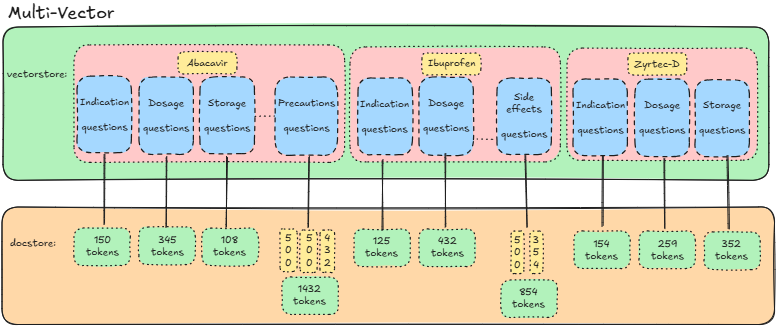 Multi-Vector
vectorstore:
Abacavir
Indication
questions
Dosage
questions
Storage
questions
Precautions
questions
Ibuprofen
Indication
questions
Dosage
questions
Side
effects
questions
Zyrtec-D
Indication
questions
Dosage
questions
Storage
questions
docstore:
150
tokens
345
tokens
108
tokens
500
500
432
1432
tokens
125
tokens
432
tokens
500
354
854
tokens
154
tokens
259
tokens
352
tokens